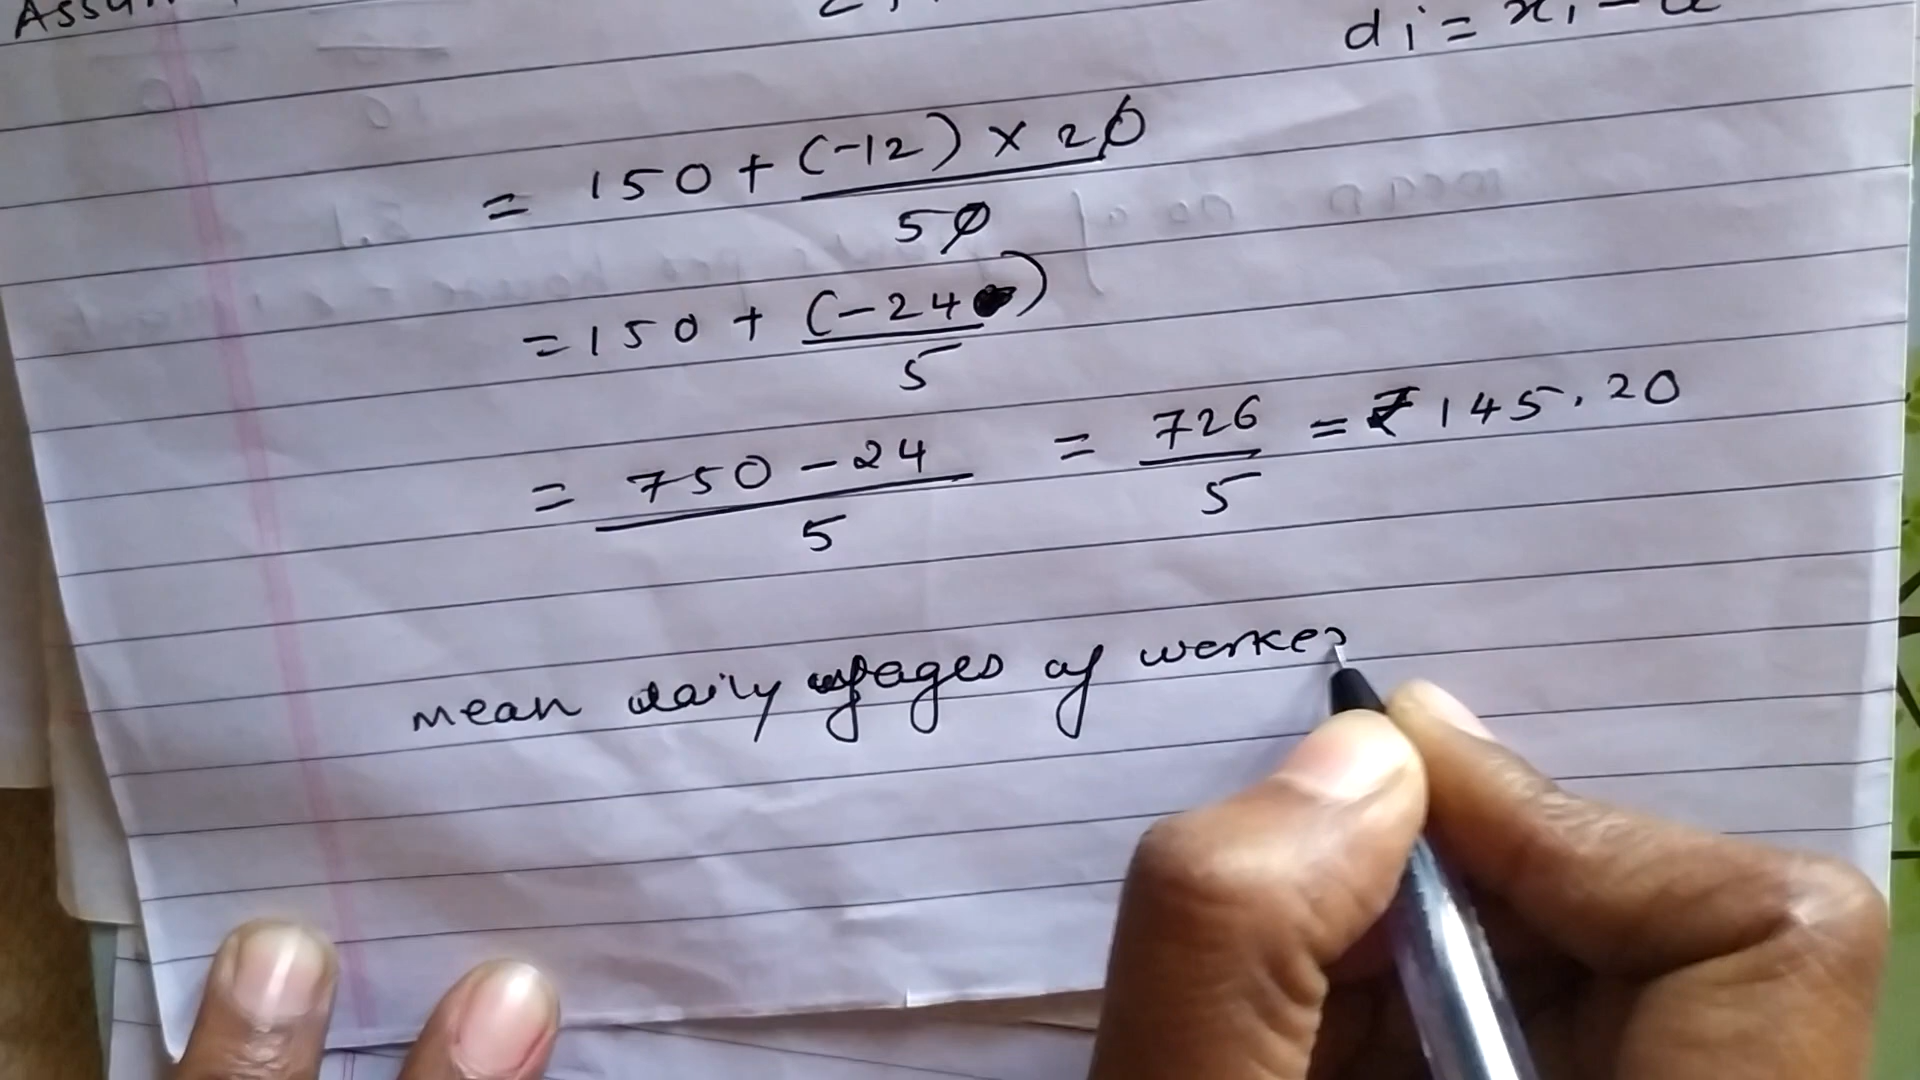 di = xi - a
= 150 + (-12) × 20
50
= 150 + (-24)
5
= 750 - 24 = 726 = ₹145.20
5 5
mean daily wages of worker